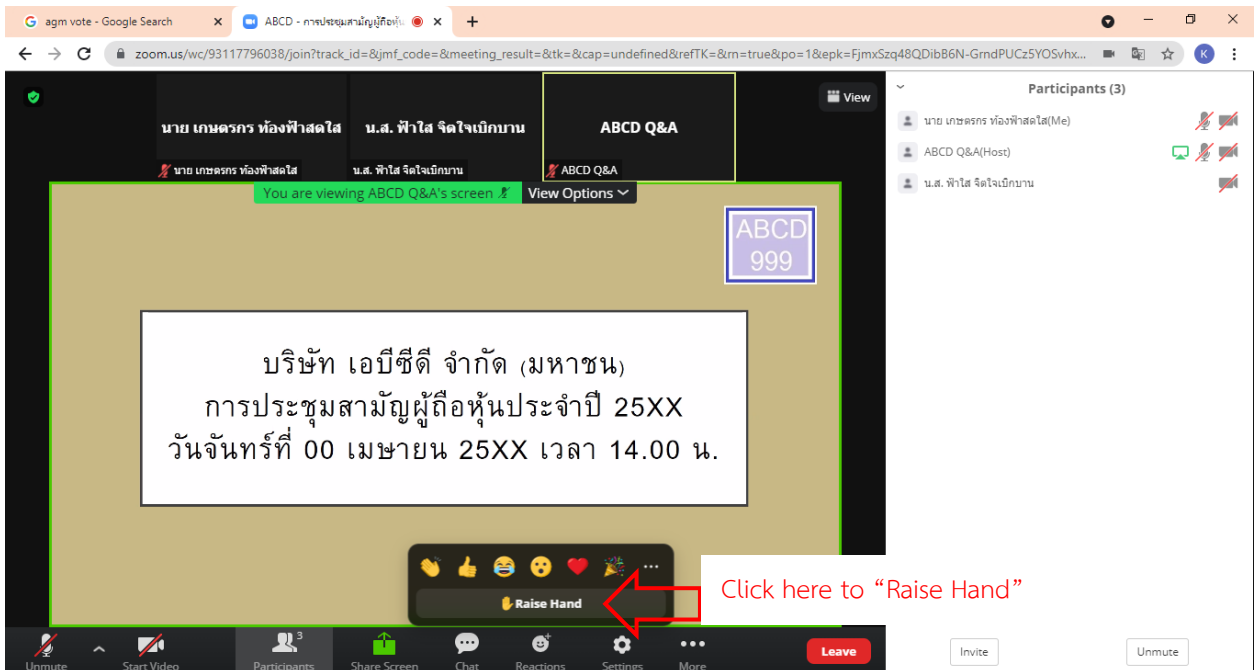 agm vote - Google Search
ABCD - การประชุมสามัญผู้ถือหุ้น
zoom.us/wc/93117796038/join?track_id=&jmf_code=&meeting_result=&tk=&cap=undefined&refTK=&rn=true&po=1&epk=FjmxSzq48QDibB6N-GrndPUCz5YOSvhx...
K
View
นาย เกษตรกร ท้องฟ้าสดใส
น.ส. ฟ้าใส จิตใจเบิกบาน
ABCD Q&A
นาย เกษตรกร ท้องฟ้าสดใส
น.ส. ฟ้าใส จิตใจเบิกบาน
ABCD Q&A
You are viewing ABCD Q&A's screen
View Options
ABCD
999
บริษัท เอบีซีดี จำกัด (มหาชน)
การประชุมสามัญผู้ถือหุ้นประจำปี 25XX
วันจันทร์ที่ 00 เมษายน 25XX เวลา 14.00 น.
Raise Hand
Click here to “Raise Hand”
Unmute
Start Video
Participants
3
Share Screen
Chat
Reactions
Settings
More
Leave
Participants (3)
นาย เกษตรกร ท้องฟ้าสดใส(Me)
ABCD Q&A(Host)
น.ส. ฟ้าใส จิตใจเบิกบาน
Invite
Unmute